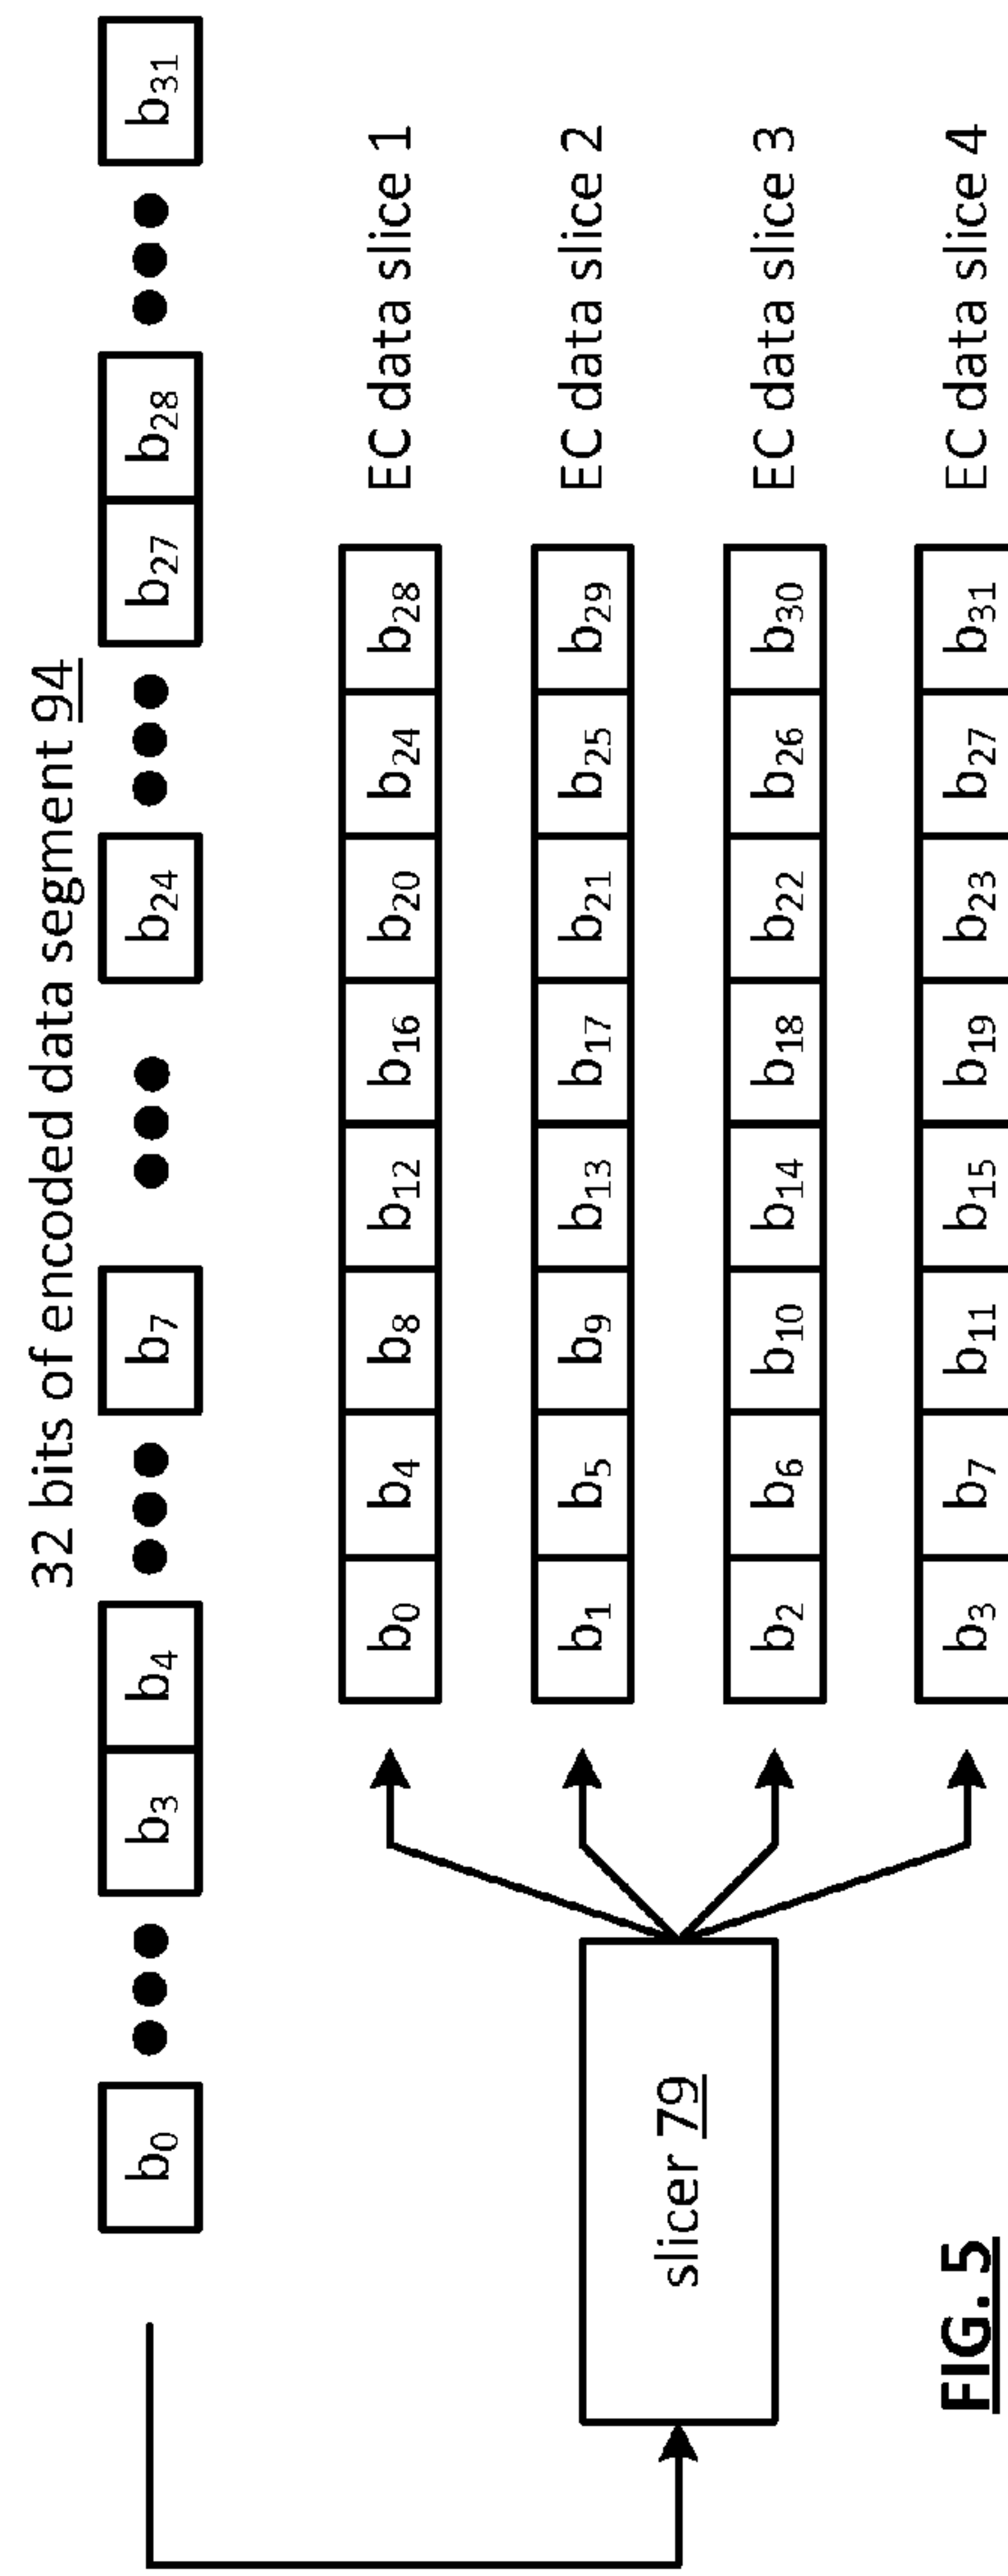 32 bits of encoded data segment 94
b0 ●●● b3 b4 ●●● b7 ●●● b24 ●●● b27 b28 ●●● b31
b0 b4 b8 b12 b16 b20 b24 b28 EC data slice 1
b1 b5 b9 b13 b17 b21 b25 b29 EC data slice 2
slicer 79
b2 b6 b10 b14 b18 b22 b26 b30 EC data slice 3
b3 b7 b11 b15 b19 b23 b27 b31 EC data slice 4
FIG. 5